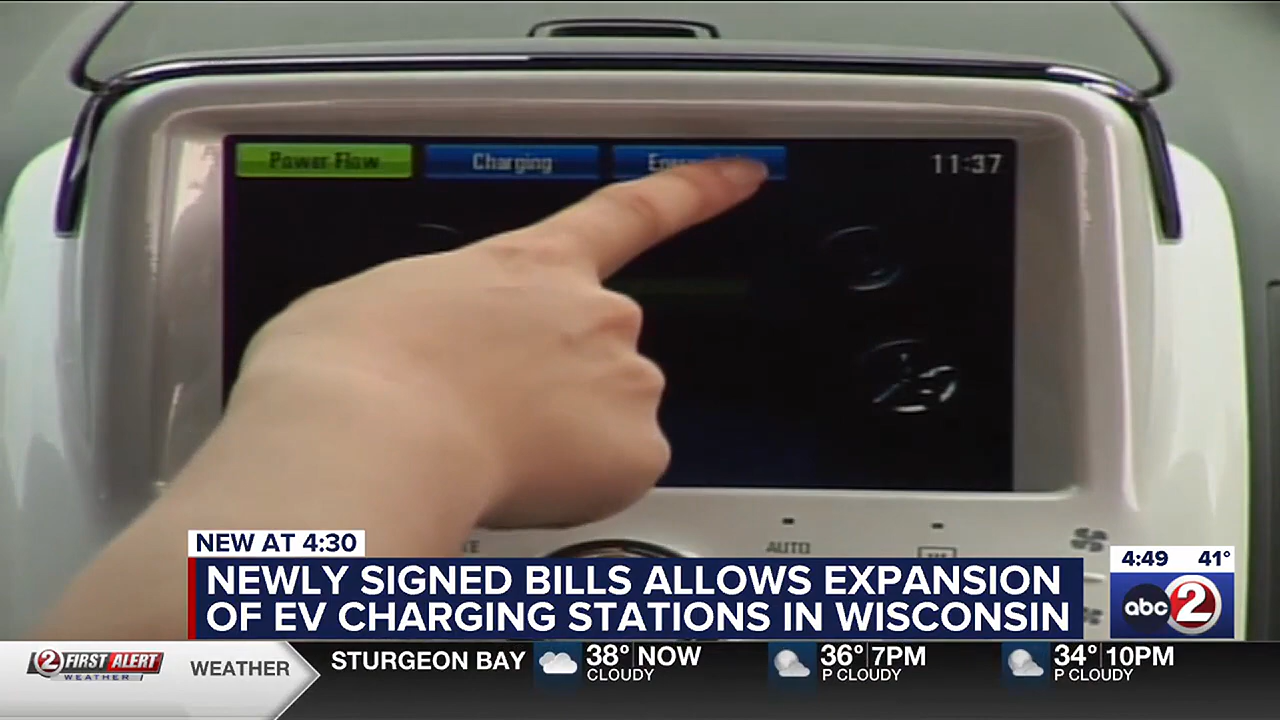 Power Flow
Charging
11:37
AUTO
NEW AT 4:30
NEWLY SIGNED BILLS ALLOWS EXPANSION
OF EV CHARGING STATIONS IN WISCONSIN
4:49 41°
abc 2
2 FIRST ALERT
WEATHER
WEATHER
STURGEON BAY
38° NOW
CLOUDY
36° 7PM
P CLOUDY
34° 10PM
P CLOUDY